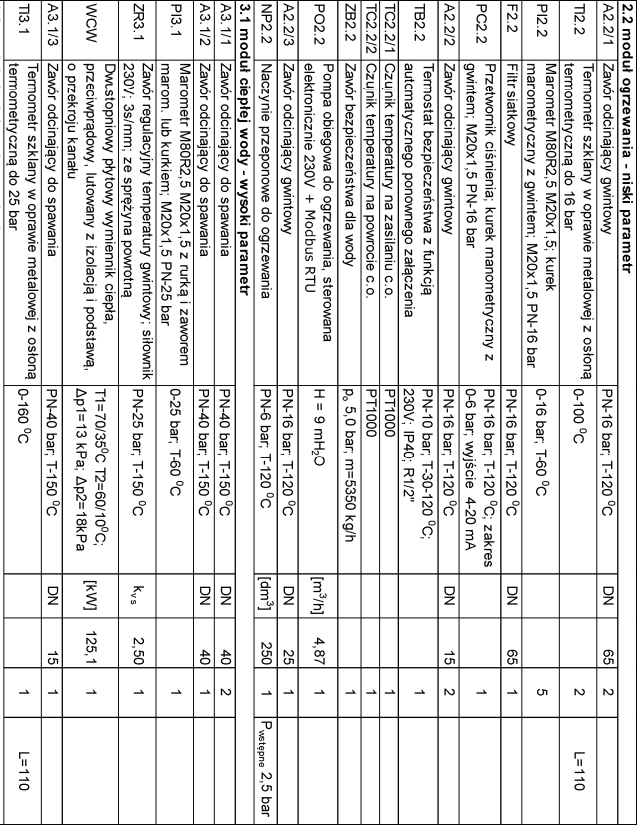 2.2 moduł ogrzewania - niski parametr
A2.2/1 Zawór odcinający gwintowy PN-16 bar, T-120 °C DN 65 2
TI2.2 Termometr szklany w oprawie metalowej z osłoną 0-100 °C 2 L=110
termometryczną do 16 bar
PI2.2 Marometr M80R2,5 M20x1,5; kurek 0-16 bar, T-60 °C 5
marometryczny z gwintem; M20x1,5 PN-16 bar
F2.2 Filtr siatkowy PN-16 bar, T-120 °C DN 65 1
PC2.2 Przetwornik ciśnienia; kurek manometryczny z PN-16 bar, T-120 °C; zakres 1
gwintem; M20x1,5 PN-16 bar 0-6 bar; wyjście 4-20 mA
A2.2/2 Zawór odcinający gwintowy PN-16 bar, T-120 °C DN 15 2
TB2.2 Termostat bezpieczeństwa z funkcją PN-10 bar, T-30-120 °C; 1
automatycznego ponownego załączenia 230V; IP40; R1/2"
TC2.2/1 Czujnik temperatury na zasilaniu c.o. PT1000 1
TC2.2/2 Czujnik temperatury na powrocie c.o. PT1000 1
ZB2.2 Zawór bezpieczeństwa dla wody p₀ 5,0 bar; m=5350 kg/h 1
PO2.2 Pompa obiegowa do ogrzewania, sterowana H = 9 mH₂O [m³/h] 4,87 1
elektronicznie 230V + Modbus RTU
A2.2/3 Zawór odcinający gwintowy PN-16 bar, T-120 °C DN 25 1
NP2.2 Naczynie przeponowe do ogrzewania PN-6 bar, T-120 °C [dm³] 250 1 P wstępne 2,5 bar
3.1 moduł ciepłej wody - wysoki parametr
A3.1/1 Zawór odcinający do spawania PN-40 bar, T-150 °C DN 40 2
A3.1/2 Zawór odcinający do spawania PN-40 bar, T-150 °C DN 40 1
PI3.1 Marometr M80R2,5 M20x1,5 z rurką i zaworem 0-25 bar, T-60 °C 1
marom. lub kurkiem; M20x1,5 PN-25 bar
ZR3.1 Zawór regulacyjny temperatury gwintowy; siłownik PN-25 bar, T-150 °C kvs 2,50 1
230V; 3s/mm; ze sprężyna powrotną
WCW Dwustopniowy płytowy wymiennik ciepła, T1=70/35°C T2=60/10°C; [kW] 125,1 1
przeciwprądowy, lutowany z izolacją i podstawą, Δp1=13 kPa; Δp2=18kPa
o przekroju kanału
A3.1/3 Zawór odcinający do spawania PN-40 bar, T-150 °C DN 15 1
TI3.1 Termometr szklany w oprawie metalowej z osłoną 0-160 °C 1 L=110
termometryczną do 25 bar